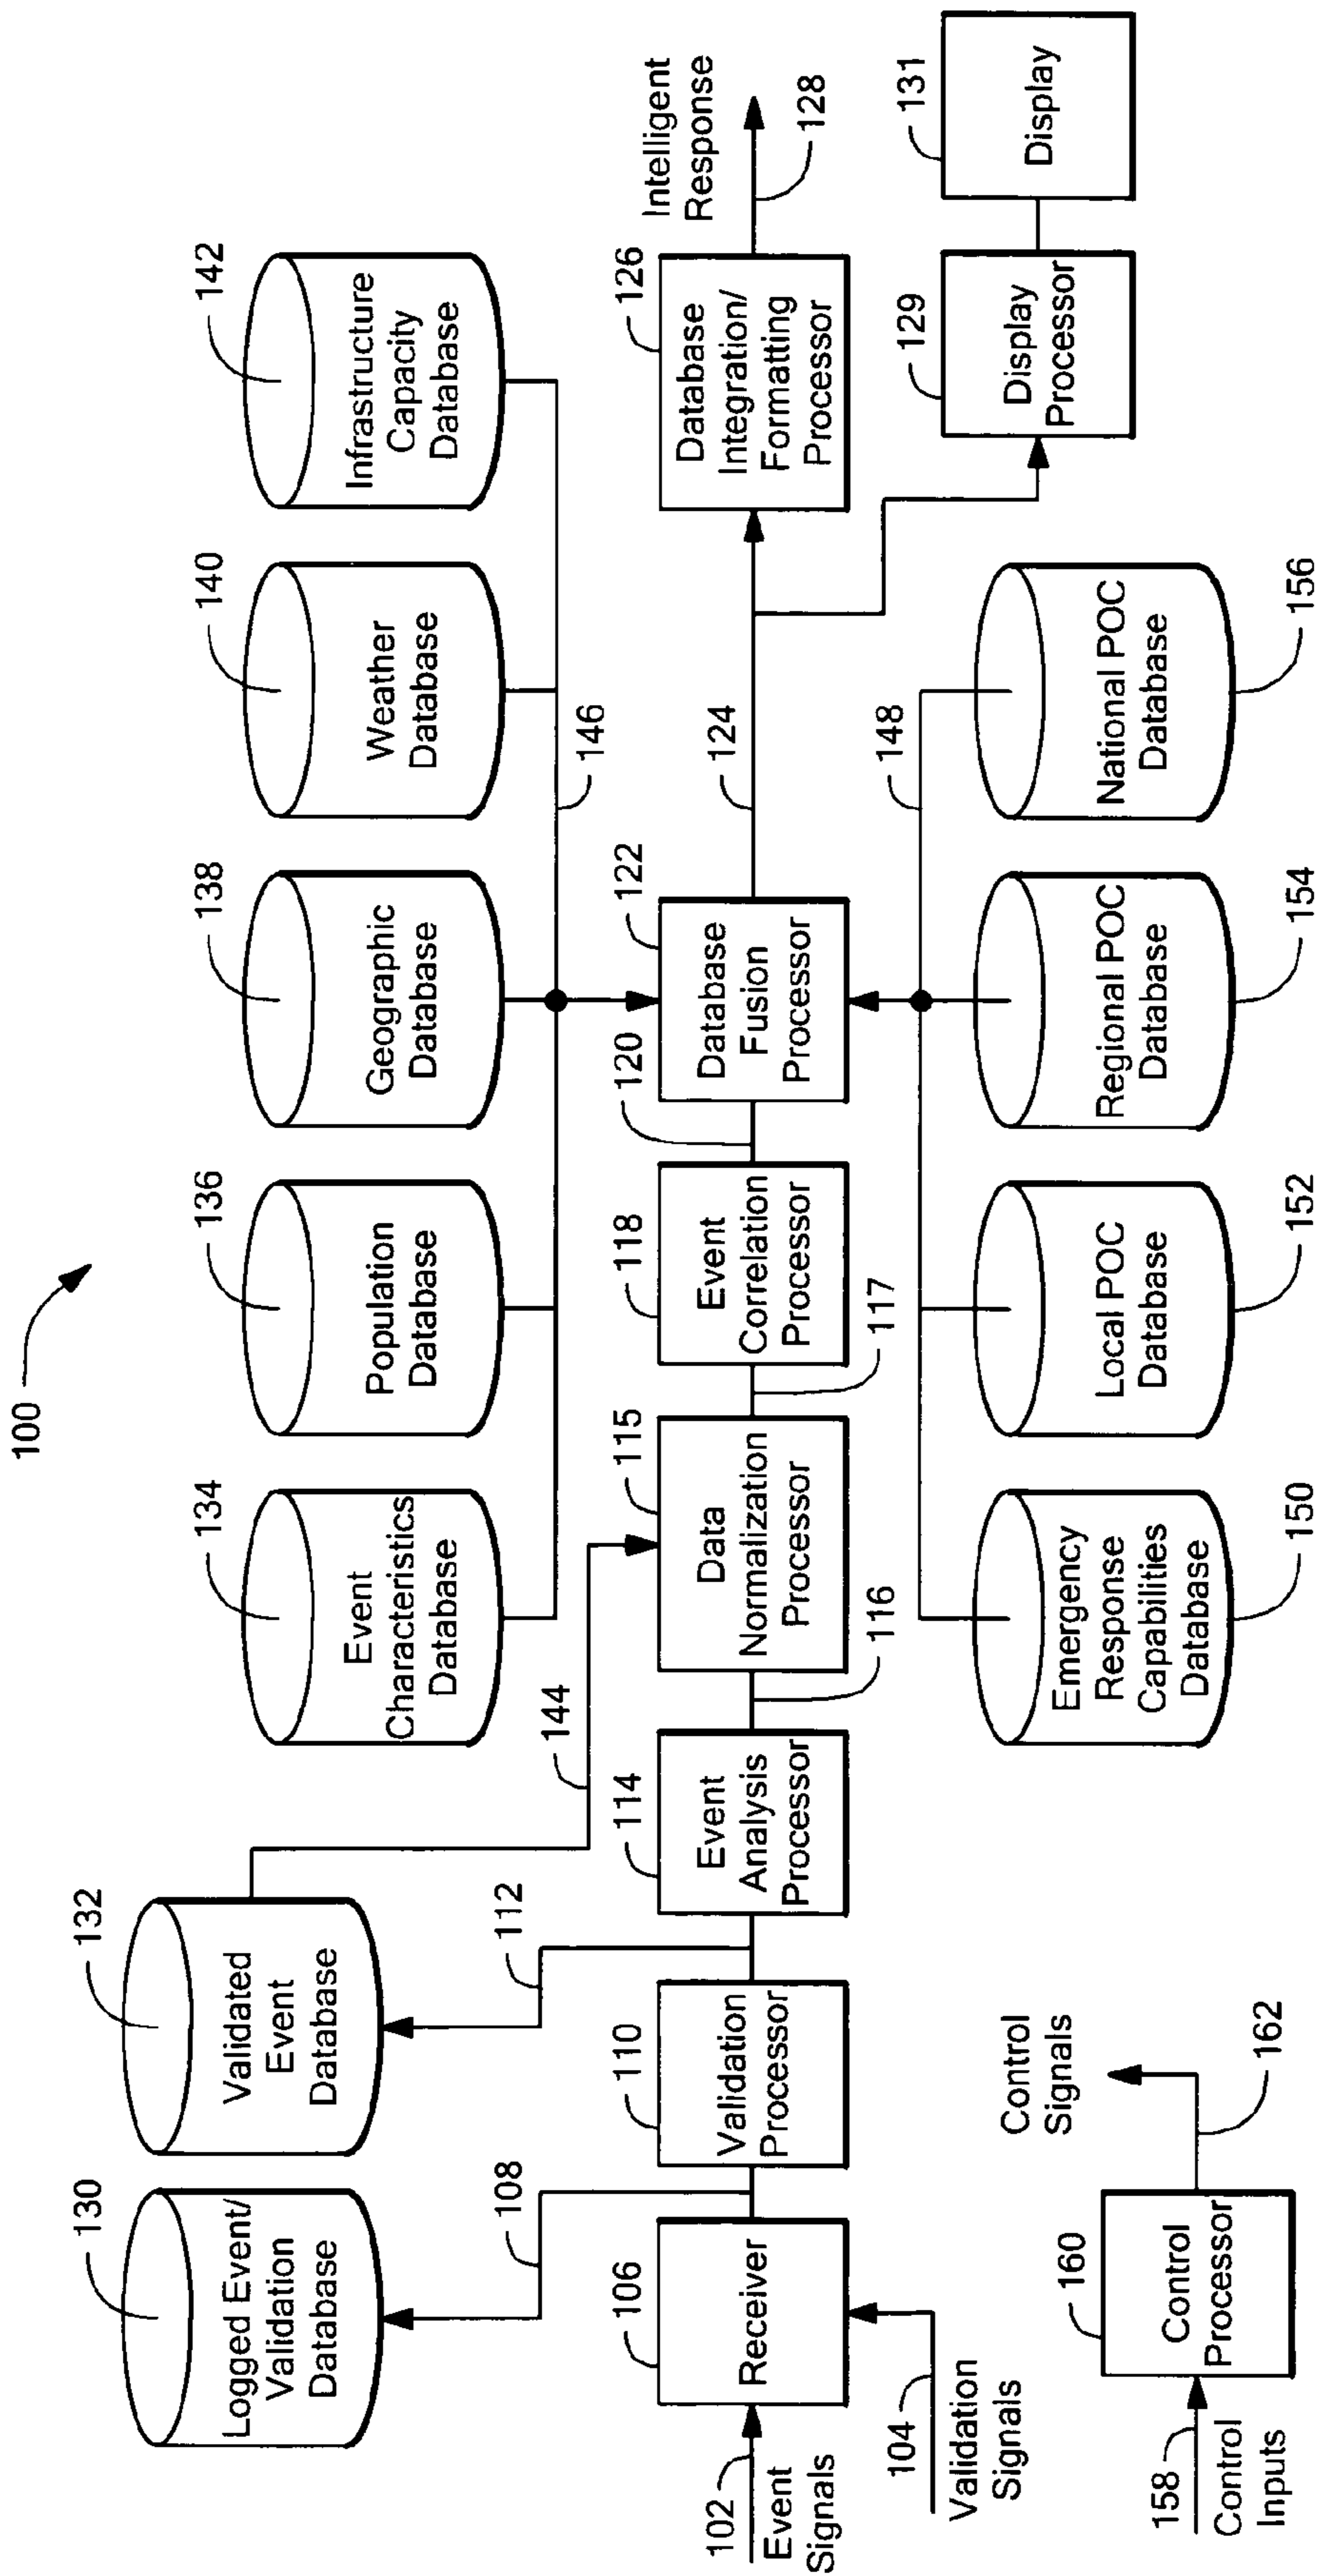 100
130
Logged Event/
Validation
Database
132
Validated
Event
Database
134
Event
Characteristics
Database
136
Population
Database
138
Geographic
Database
140
Weather
Database
142
Infrastructure
Capacity
Database
108
112
144
146
102
Event
Signals
104
Validation
Signals
106
Receiver
110
Validation
Processor
114
Event
Analysis
Processor
116
115
Data
Normalization
Processor
117
118
Event
Correlation
Processor
120
122
Database
Fusion
Processor
124
126
Database
Integration/
Formatting
Processor
Intelligent
Response
128
129
Display
Processor
131
Display
148
150
Emergency
Response
Capabilities
Database
152
Local POC
Database
154
Regional POC
Database
156
National POC
Database
158
Control
Inputs
160
Control
Processor
162
Control
Signals